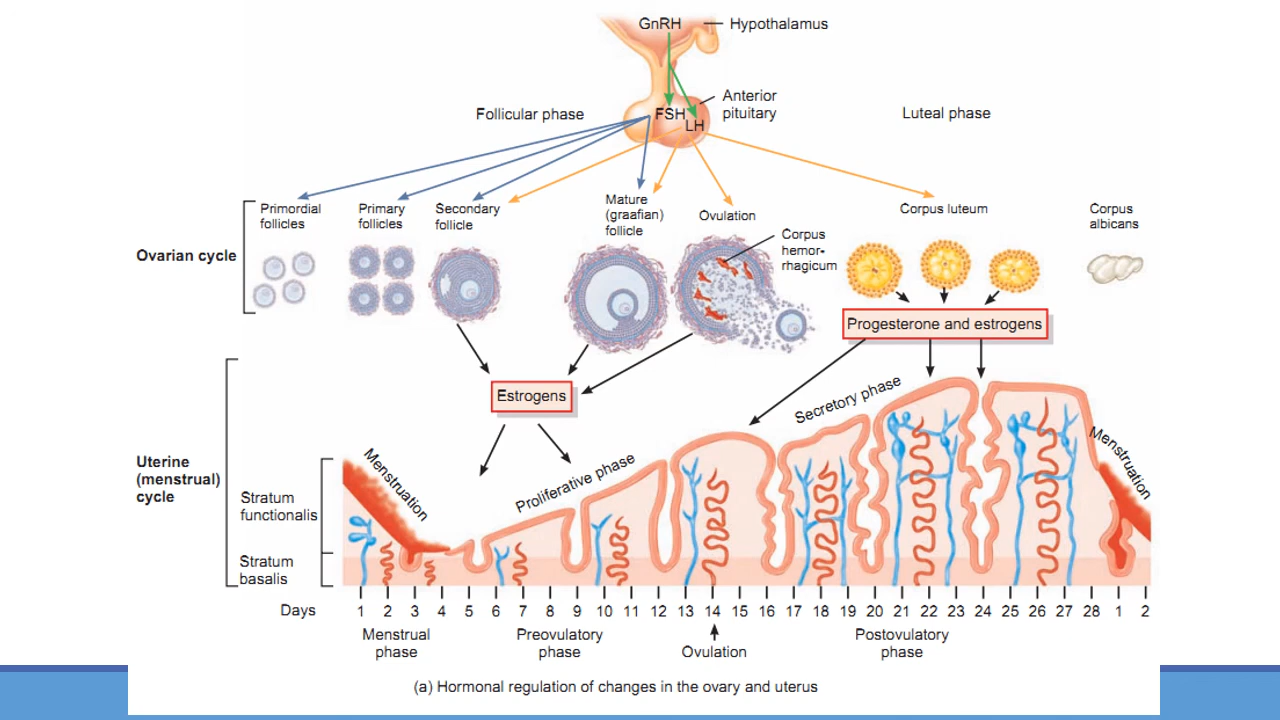 GnRH
Hypothalamus
Anterior
pituitary
FSH
LH
Follicular phase
Luteal phase
Primordial
follicles
Primary
follicles
Secondary
follicle
Mature
(graafian)
follicle
Ovulation
Corpus luteum
Corpus
albicans
Corpus
hemor-
rhagicum
Ovarian cycle
Progesterone and estrogens
Estrogens
Secretory phase
Menstruation
Proliferative phase
Menstruation
Uterine
(menstrual)
cycle
Stratum
functionalis
Stratum
basalis
Days 1 2 3 4 5 6 7 8 9 10 11 12 13 14 15 16 17 18 19 20 21 22 23 24 25 26 27 28 1 2
Menstrual
phase
Preovulatory
phase
Ovulation
Postovulatory
phase
(a) Hormonal regulation of changes in the ovary and uterus